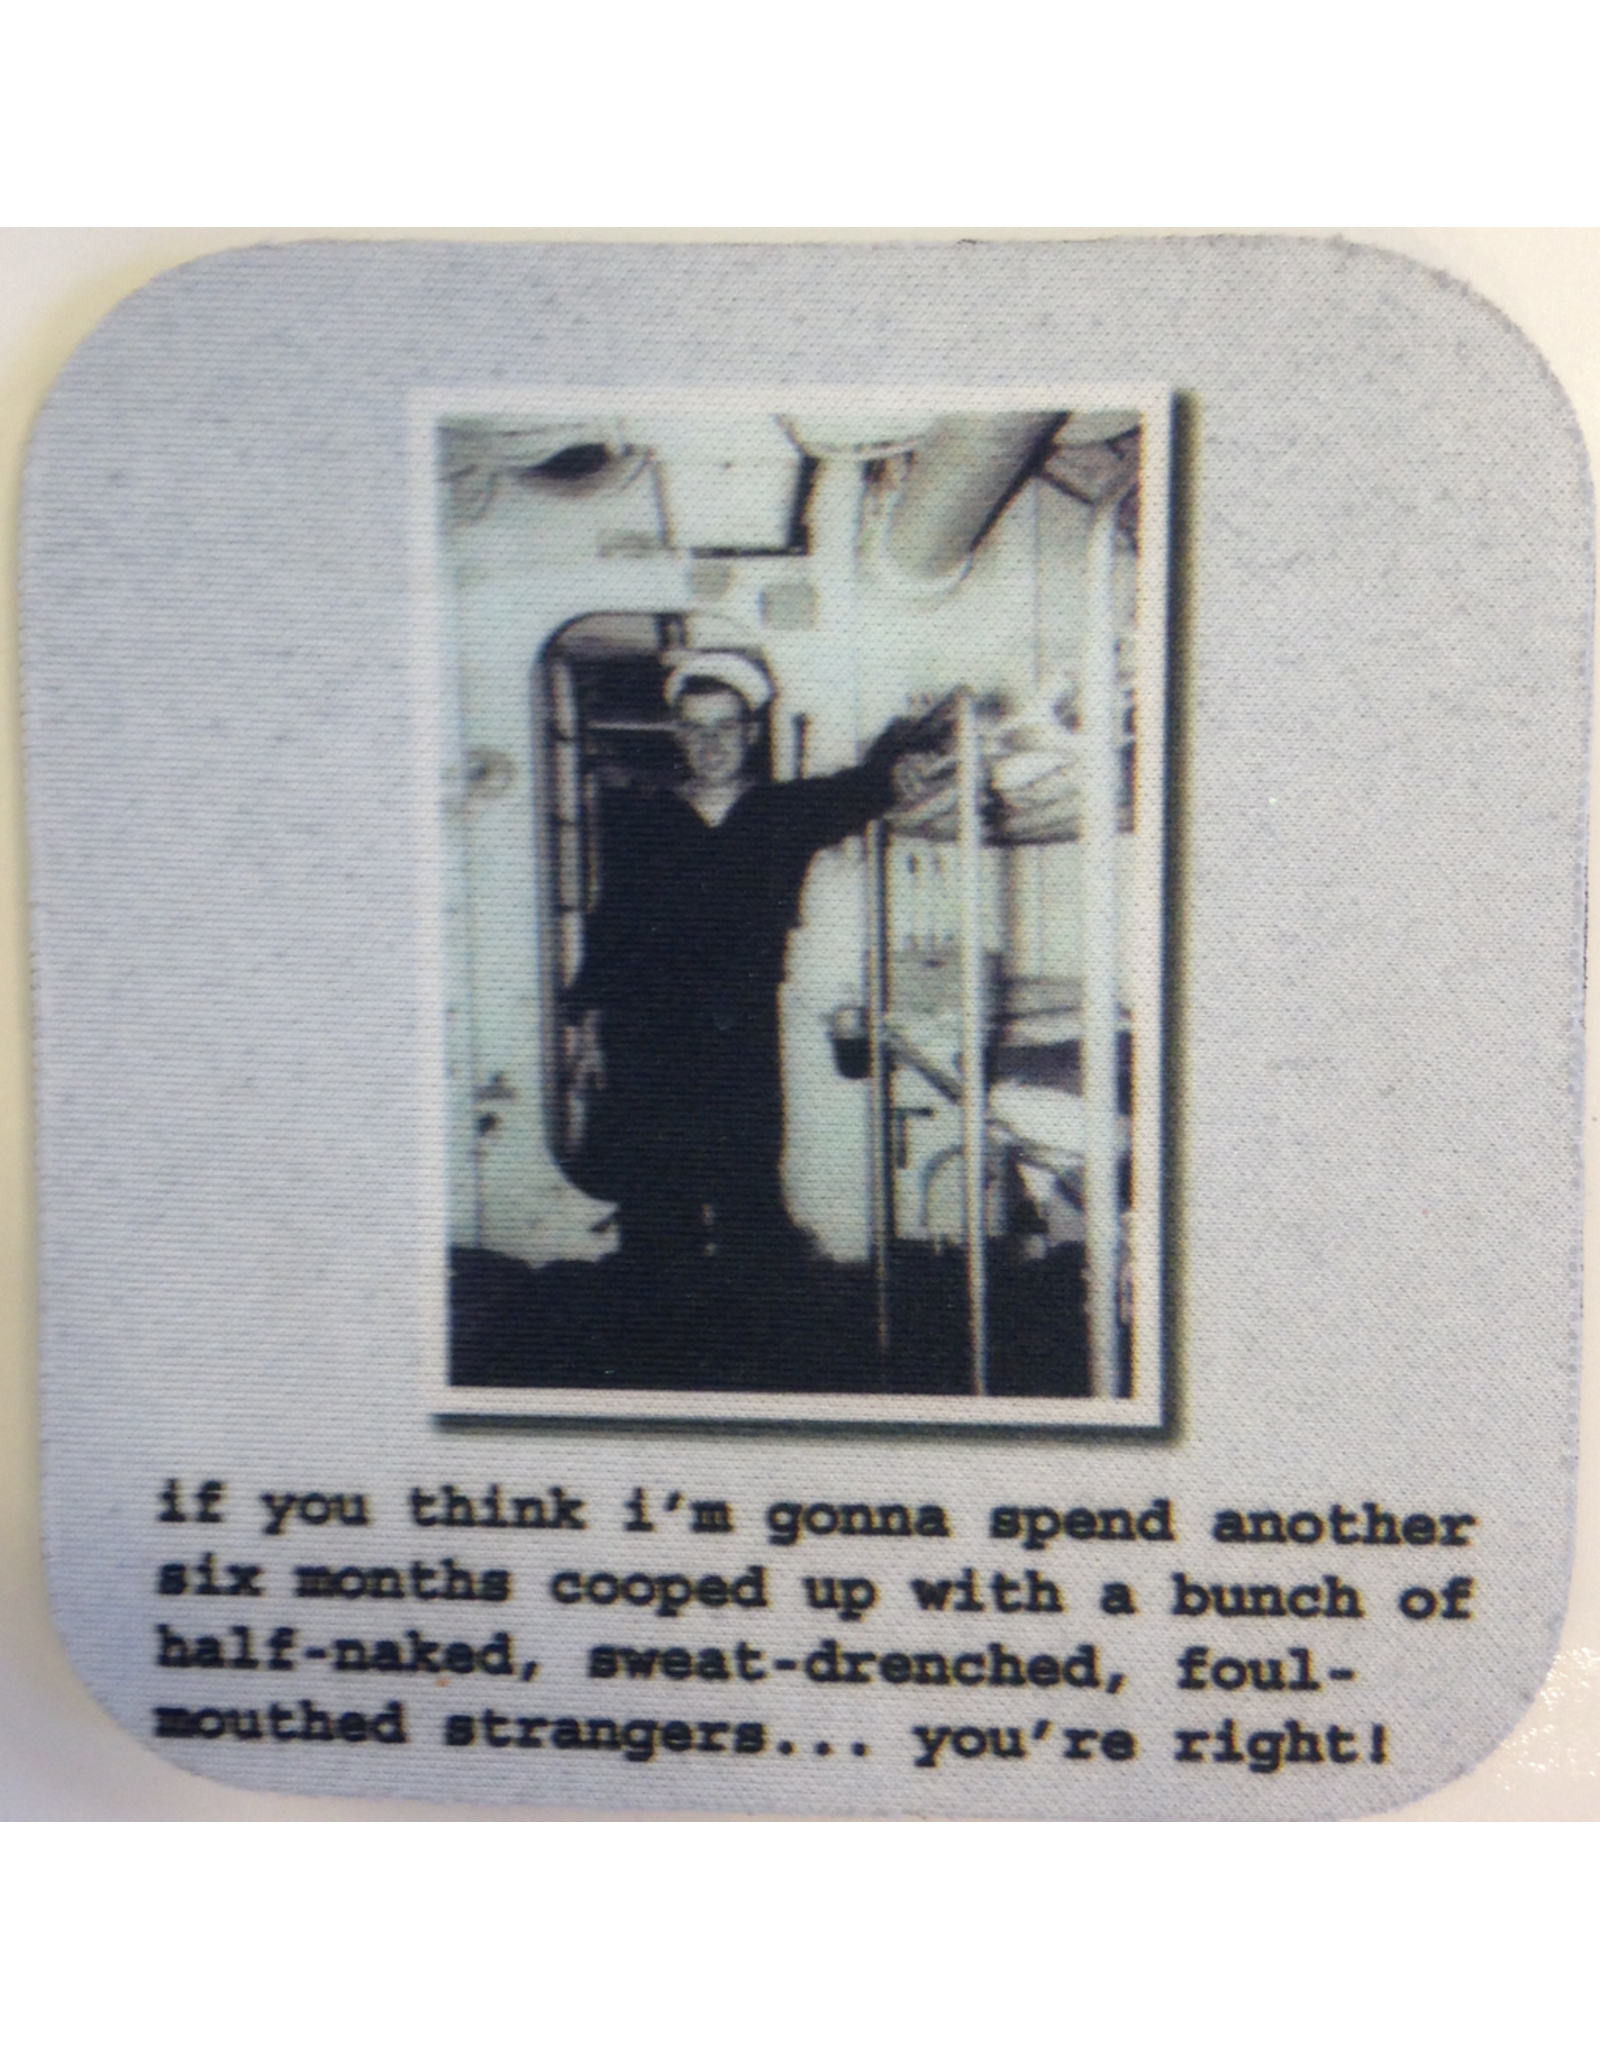 if you think i'm gonna spend another
six months cooped up with a bunch of
half-naked, sweat-drenched, foul-
mouthed strangers... you're right!